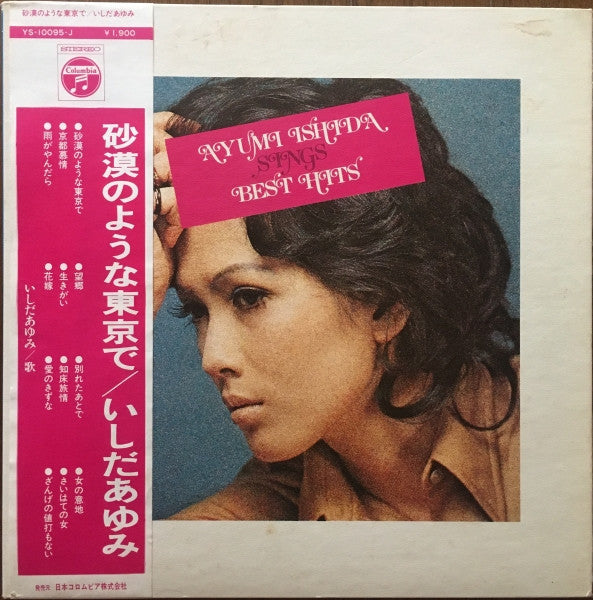 砂漠のような東京で/いしだあゆみ
YS-10095-J ¥1,900
STEREO
Columbia
砂漠のような東京で/いしだあゆみ
●砂漠のような東京で
●京都慕情
●雨がやんだら
●望郷
●生きがい
●花嫁
●別れたあとで
●知床旅情
●愛のきずな
●女の意地
●さいはての女
●ざんげの値打もない
いしだあゆみ/歌
発売元 日本コロムビア株式会社
AYUMI ISHIDA
SINGS
BEST HITS